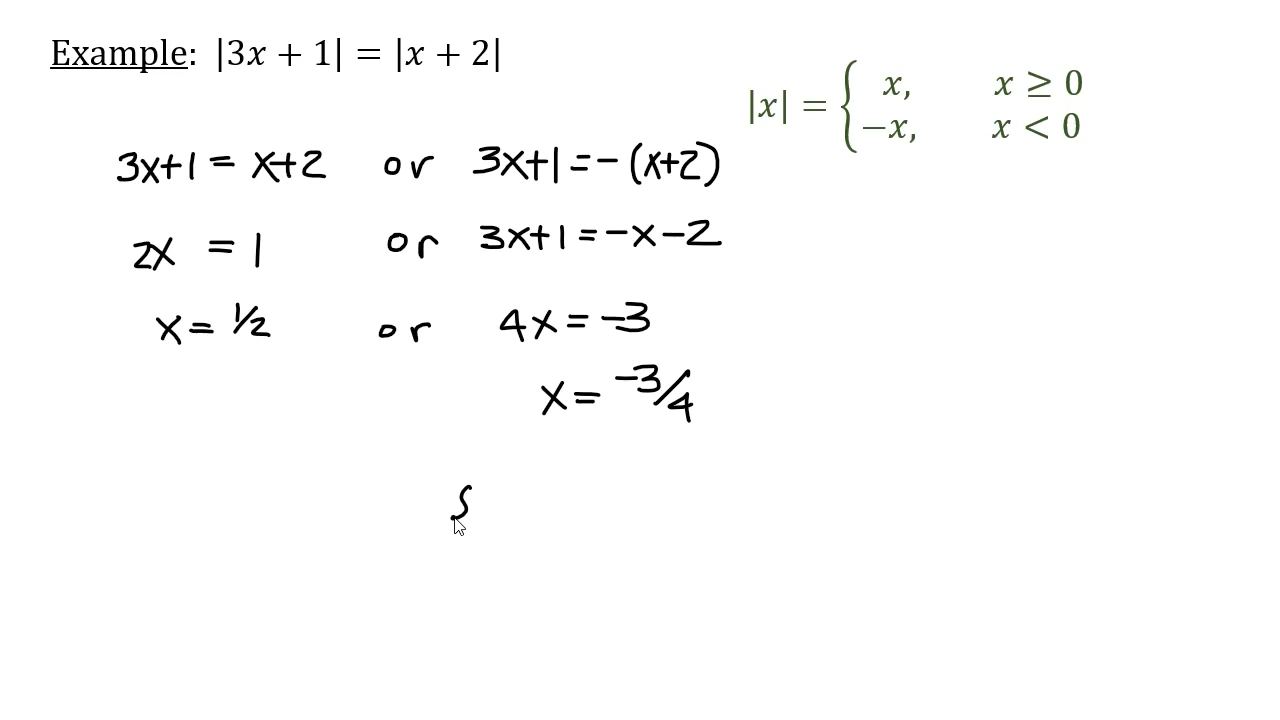 Example: |3x + 1| = |x + 2|
|x| = { x, x ≥ 0
−x, x < 0
3x+1 = x+2 or 3x+1 = −(x+2)
2x = 1 or 3x+1 = −x−2
x = 1/2 or 4x = −3
x = −3/4